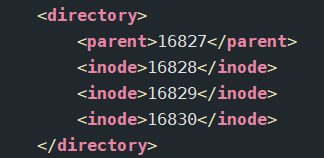 <directory>
    <parent>16827</parent>
    <inode>16828</inode>
    <inode>16829</inode>
    <inode>16830</inode>
</directory>